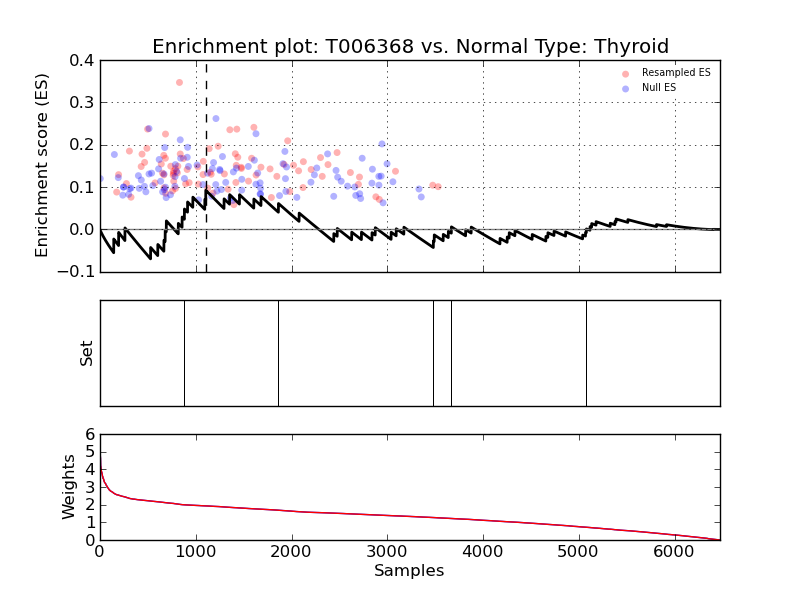 Enrichment plot: T006368 vs. Normal Type: Thyroid
Enrichment score (ES)
0.4
0.3
0.2
0.1
0.0
−0.1
Resampled ES
Null ES
Set
Weights
6
5
4
3
2
1
0
0 1000 2000 3000 4000 5000 6000
Samples